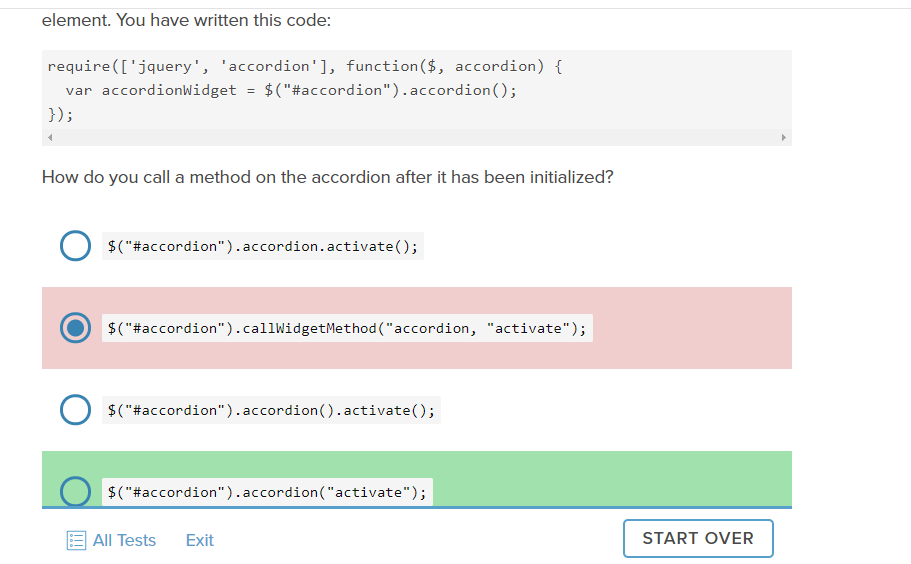 element. You have written this code:
require(['jquery', 'accordion'], function($, accordion) {
  var accordionWidget = $("#accordion").accordion();
});
How do you call a method on the accordion after it has been initialized?
$("#accordion").accordion.activate();
$("#accordion").callWidgetMethod("accordion, "activate");
$("#accordion").accordion().activate();
$("#accordion").accordion("activate");
All Tests Exit START OVER